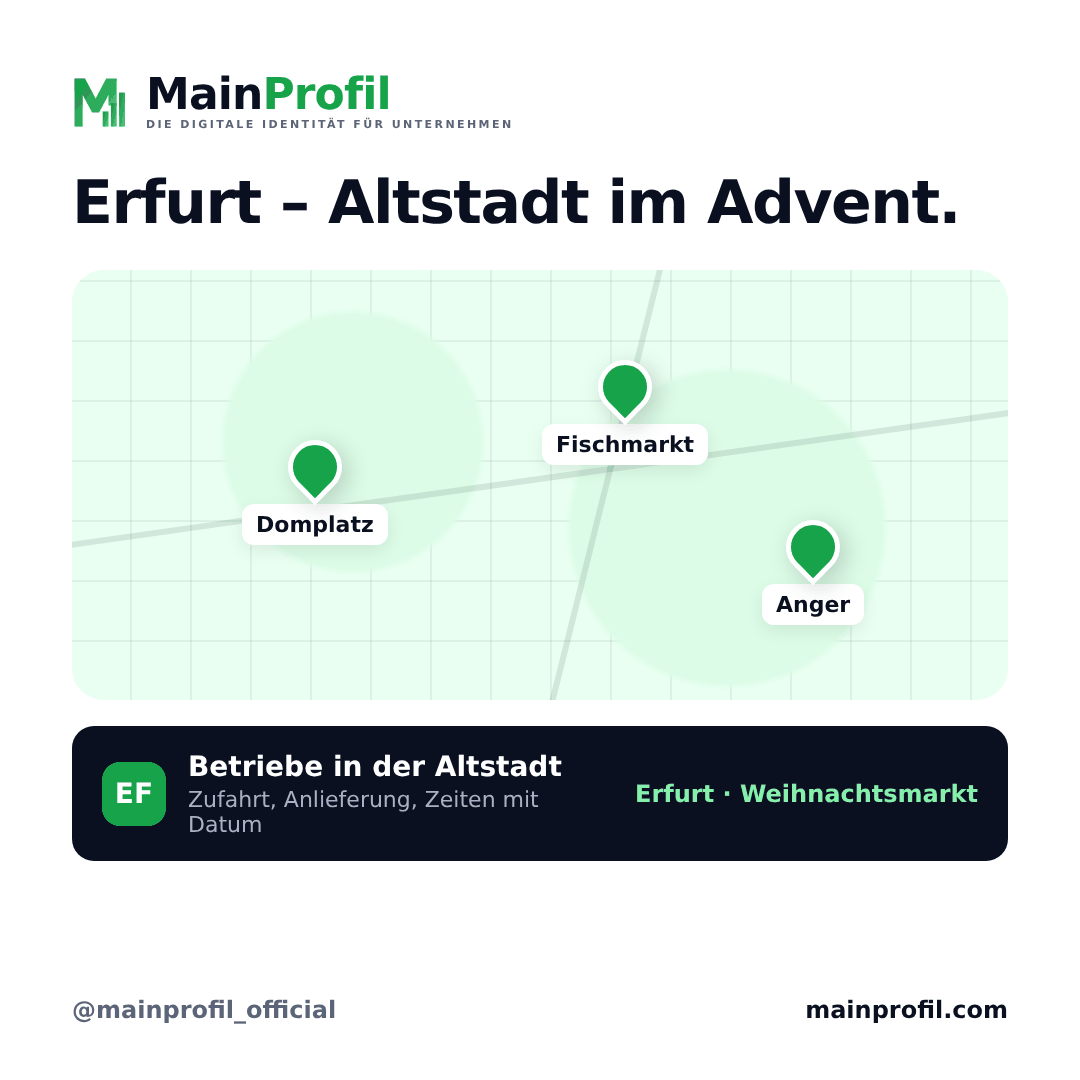 MainProfil
DIE DIGITALE IDENTITÄT FÜR UNTERNEHMEN
Erfurt – Altstadt im Advent.
Fischmarkt
Domplatz
Anger
EF
Betriebe in der Altstadt
Zufahrt, Anlieferung, Zeiten mit
Datum
Erfurt · Weihnachtsmarkt
@mainprofil_official
mainprofil.com